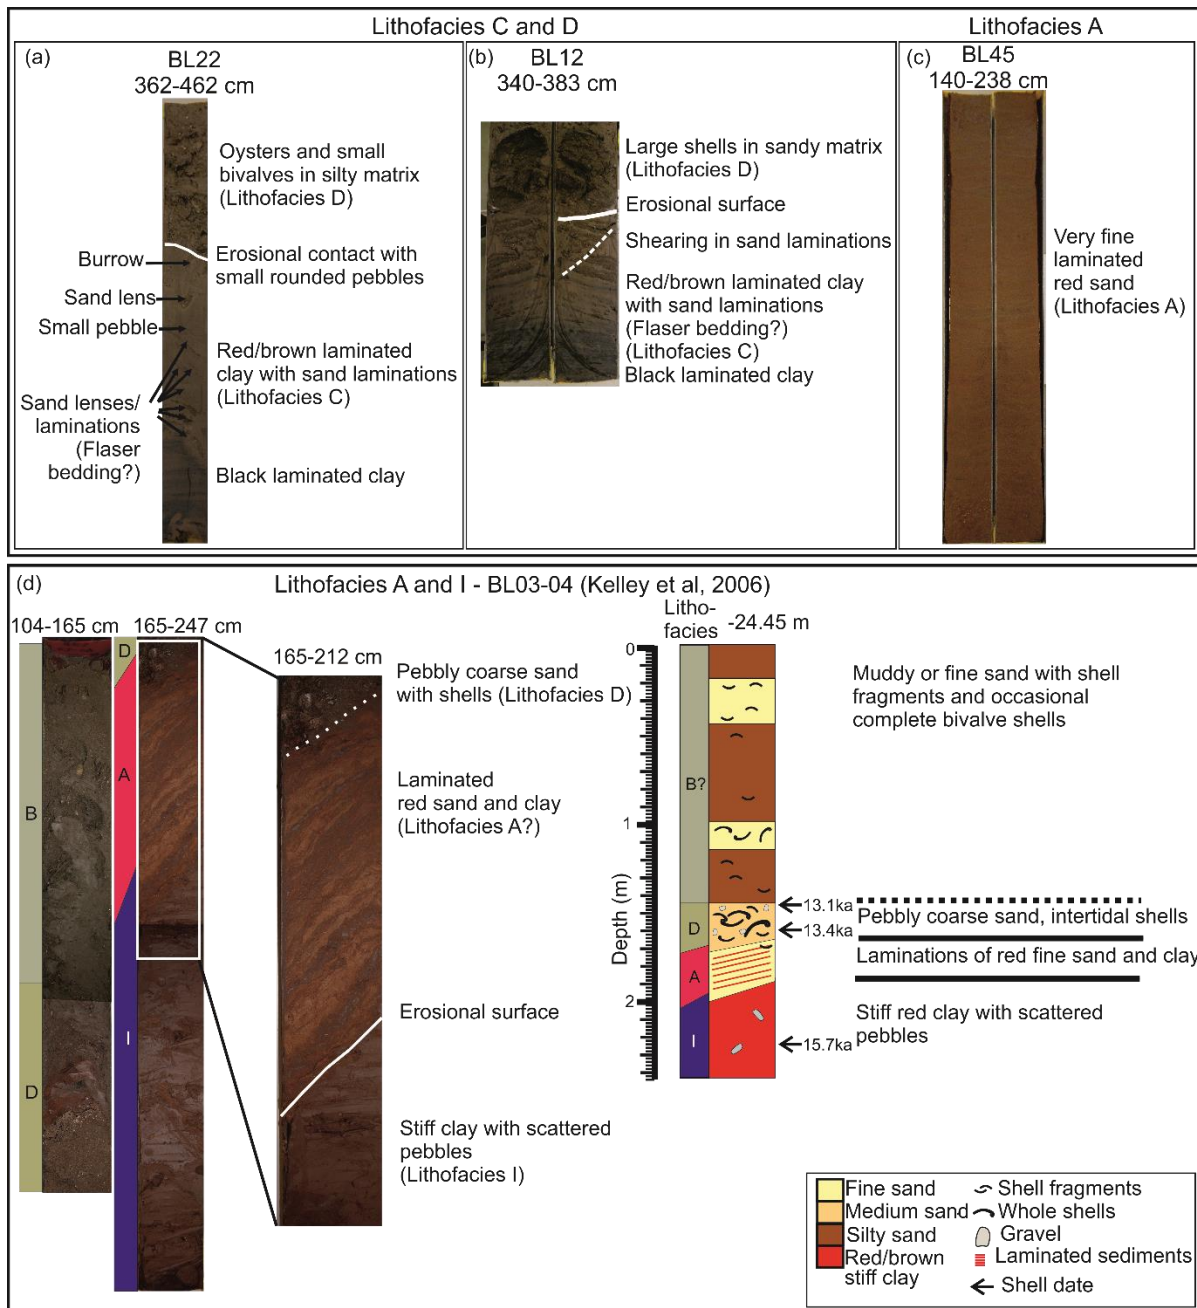 Lithofacies C and D
Lithofacies A
(a)
BL22
362-462 cm
Oysters and small
bivalves in silty matrix
(Lithofacies D)
Burrow
Erosional contact with
small rounded pebbles
Sand lens
Small pebble
Red/brown laminated
clay with sand laminations
(Lithofacies C)
Sand lenses/
laminations
(Flaser
bedding?)
Black laminated clay
(b)
BL12
340-383 cm
Large shells in sandy matrix
(Lithofacies D)
Erosional surface
Shearing in sand laminations
Red/brown laminated clay
with sand laminations
(Flaser bedding?)
(Lithofacies C)
Black laminated clay
(c)
BL45
140-238 cm
Very fine
laminated
red sand
(Lithofacies A)
(d)
Lithofacies A and I - BL03-04 (Kelley et al, 2006)
104-165 cm
165-247 cm
B
D
D
A
I
165-212 cm
Pebbly coarse sand
with shells (Lithofacies D)
Laminated
red sand and clay
(Lithofacies A?)
Erosional surface
Stiff clay with scattered
pebbles
(Lithofacies I)
Litho-
facies
-24.45 m
Depth (m)
0
1
2
B?
D
A
I
13.1ka
13.4ka
15.7ka
Muddy or fine sand with shell
fragments and occasional
complete bivalve shells
Pebbly coarse sand, intertidal shells
Laminations of red fine sand and clay
Stiff red clay with scattered
pebbles
Fine sand
Medium sand
Silty sand
Red/brown
stiff clay
Shell fragments
Whole shells
Gravel
Laminated sediments
Shell date